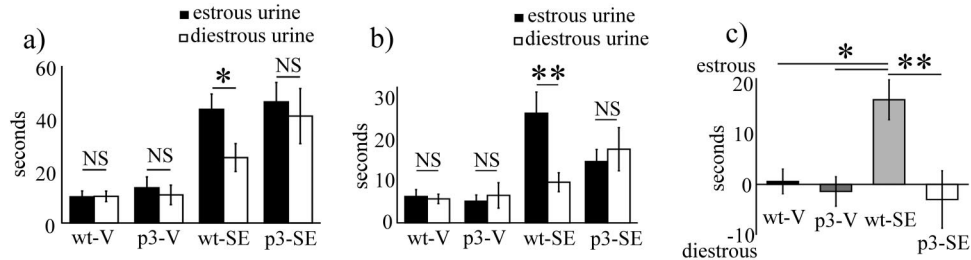 a)
■ estrous urine
□ diestrous urine
seconds
60
40
20
0
NS
NS
*
NS
wt-V
p3-V
wt-SE
p3-SE
b)
■ estrous urine
□ diestrous urine
seconds
30
20
10
0
NS
NS
**
NS
wt-V
p3-V
wt-SE
p3-SE
c)
estrous
* **
seconds
20
10
0
-10
diestrous
wt-V
p3-V
wt-SE
p3-SE